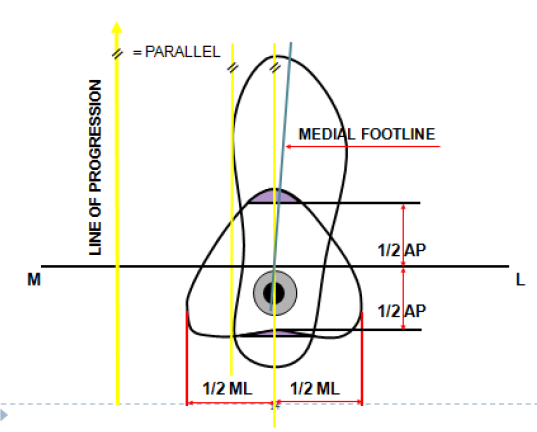 = PARALLEL
LINE OF PROGRESSION
MEDIAL FOOTLINE
1/2 AP
M
L
1/2 AP
1/2 ML
1/2 ML